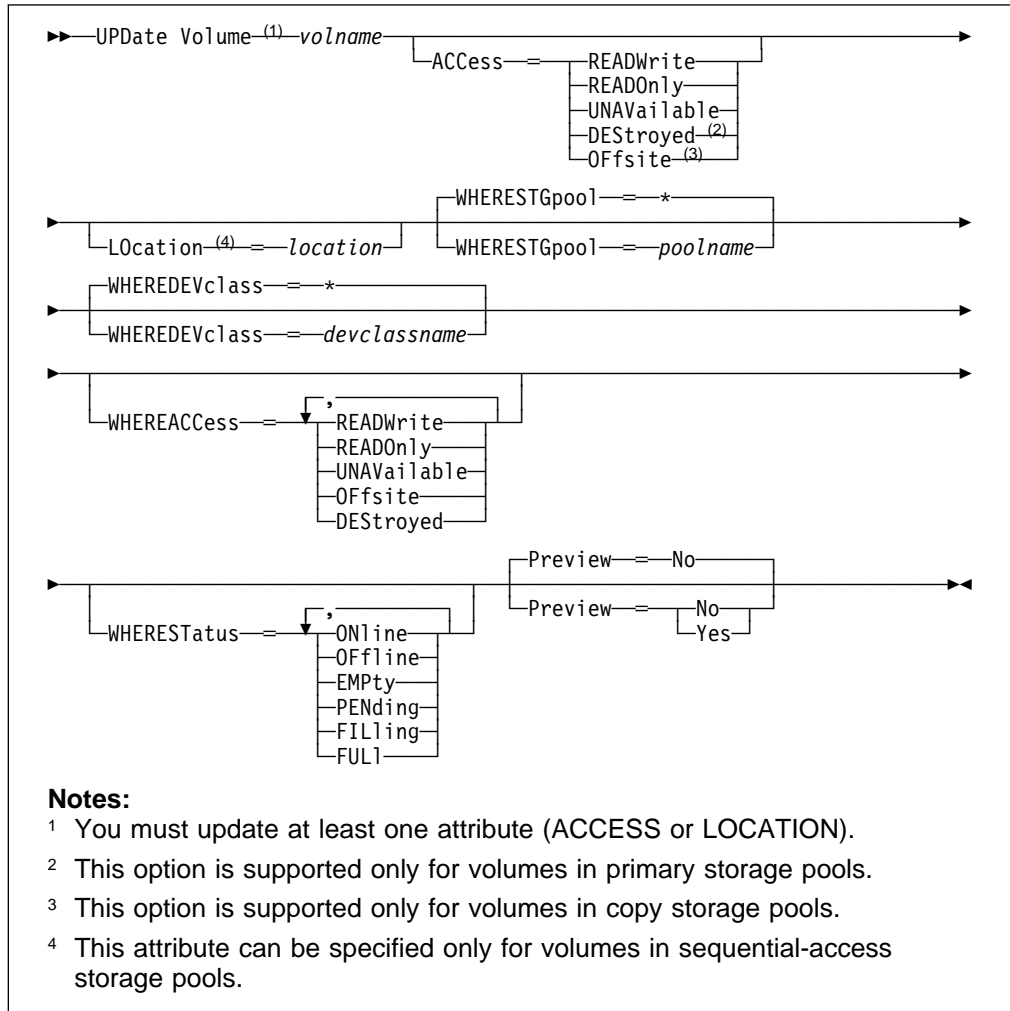 UPDate Volume (1) volname
ACCess = READWrite
READOnly
UNAVailable
DEStroyed (2)
OFfsite (3)
WHERESTGpool = *
LOcation (4) = location WHERESTGpool = poolname
WHEREDEVclass = *
WHEREDEVclass = devclassname
,
WHEREACCess = READWrite
READOnly
UNAVailable
OFfsite
DEStroyed
Preview = No
,
WHERESTatus = ONline Preview = No
OFfline Yes
EMPty
PENding
FILling
FULl
Notes:
1 You must update at least one attribute (ACCESS or LOCATION).
2 This option is supported only for volumes in primary storage pools.
3 This option is supported only for volumes in copy storage pools.
4 This attribute can be specified only for volumes in sequential-access
storage pools.